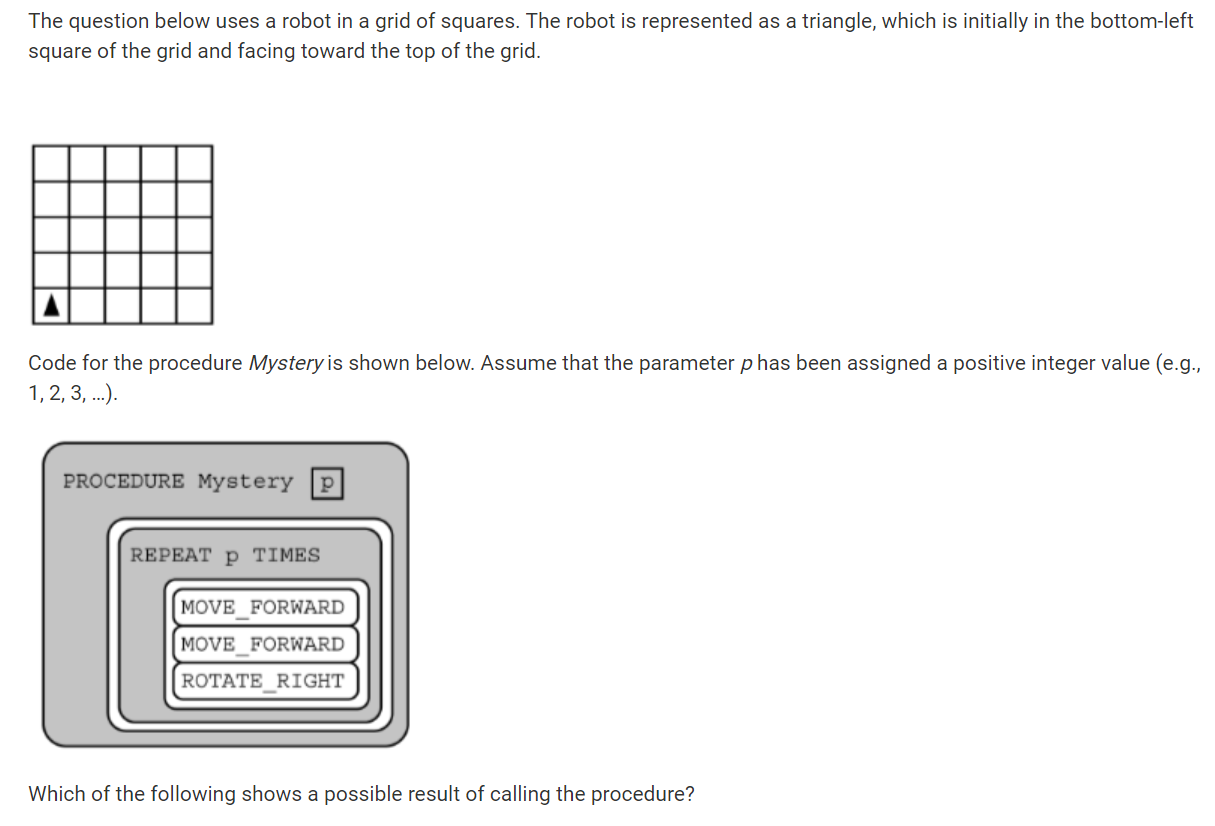 The question below uses a robot in a grid of squares. The robot is represented as a triangle, which is initially in the bottom-left
square of the grid and facing toward the top of the grid.
Code for the procedure Mystery is shown below. Assume that the parameter p has been assigned a positive integer value (e.g.,
1, 2, 3, ...).
PROCEDURE Mystery p
REPEAT p TIMES
MOVE_FORWARD
MOVE_FORWARD
ROTATE_RIGHT
Which of the following shows a possible result of calling the procedure?